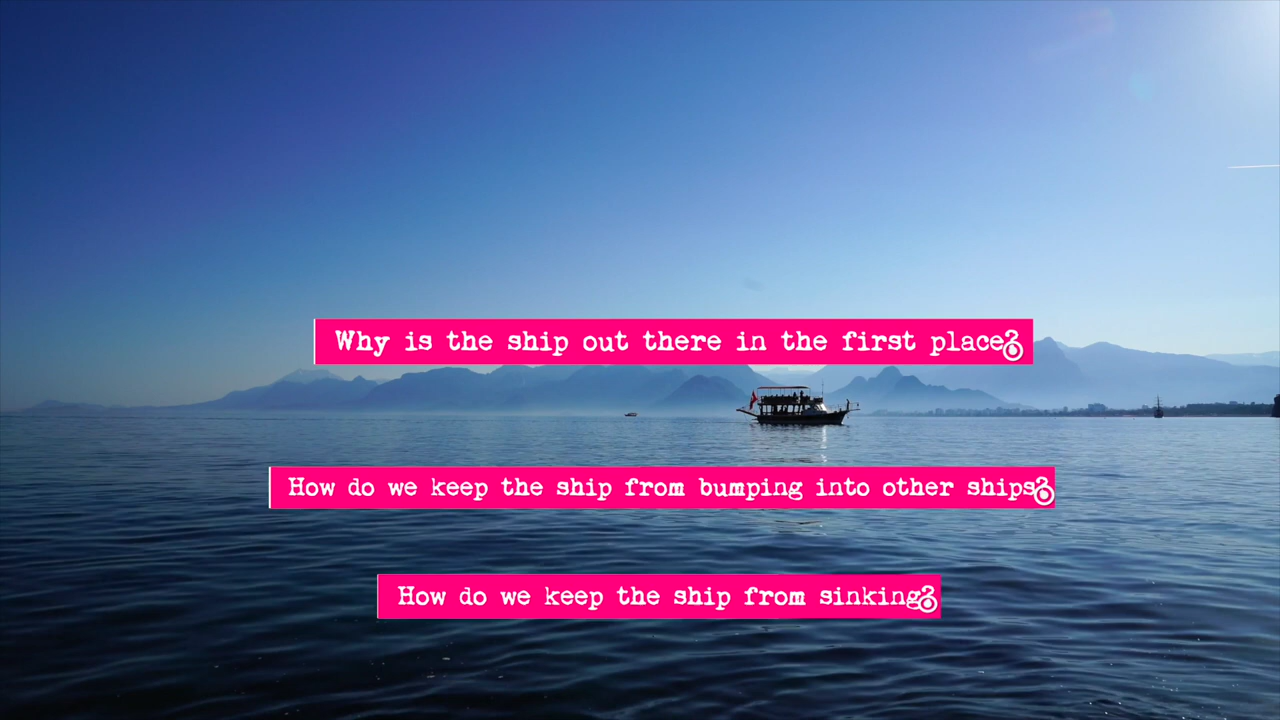 Why is the ship out there in the first place?
How do we keep the ship from bumping into other ships?
How do we keep the ship from sinking?